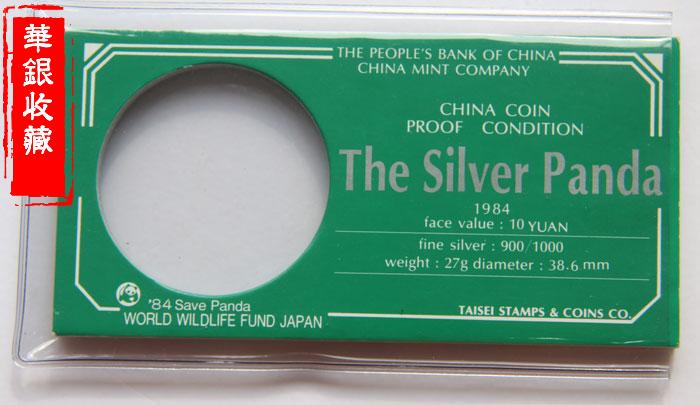 華銀收藏
THE PEOPLE'S BANK OF CHINA
CHINA MINT COMPANY
CHINA COIN
PROOF CONDITION
The Silver Panda
1984
face value : 10 YUAN
fine silver : 900/1000
weight : 27g diameter : 38.6 mm
'84 Save Panda
WORLD WILDLIFE FUND JAPAN
TAISEI STAMPS & COINS CO.